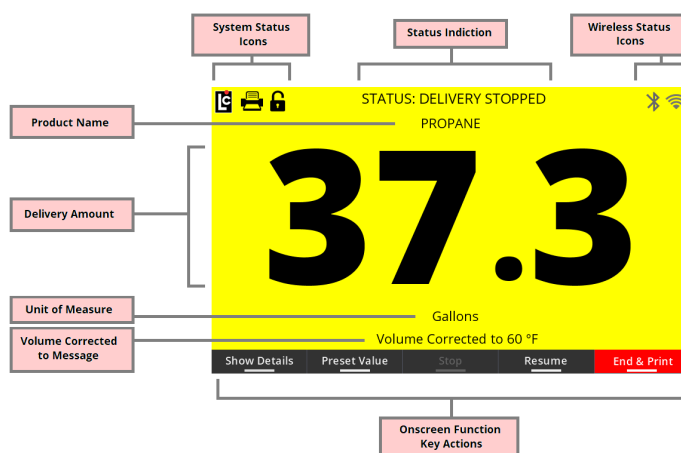 System Status
Icons
Status Indiction
Wireless Status
Icons
LC
STATUS: DELIVERY STOPPED
Product Name
PROPANE
Delivery Amount
37.3
Unit of Measure
Gallons
Volume Corrected
to Message
Volume Corrected to 60 °F
Show Details
Preset Value
Stop
Resume
End & Print
Onscreen Function
Key Actions